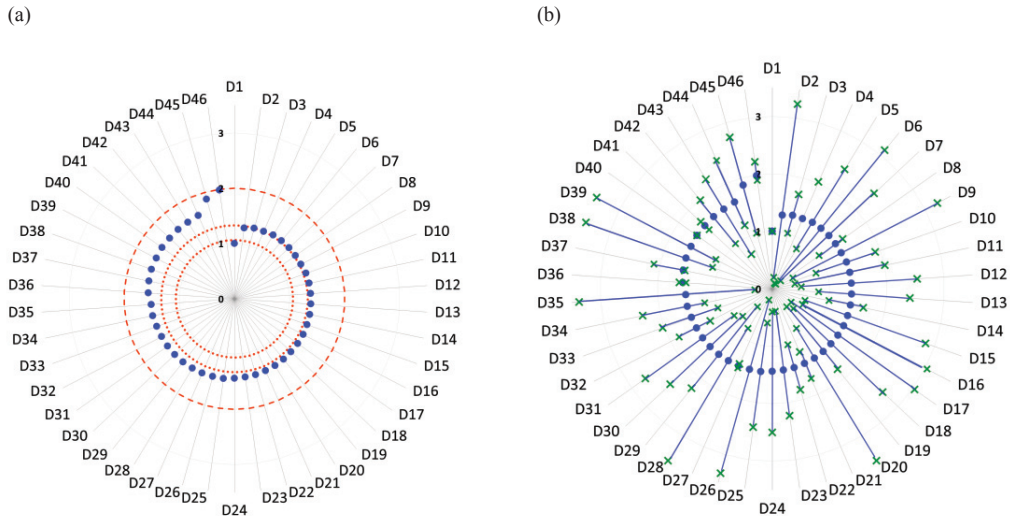 (a)
D1
D2
D3
D4
D5
D6
D7
D8
D9
D10
D11
D12
D13
D14
D15
D16
D17
D18
D19
D20
D21
D22
D23
D24
D25
D26
D27
D28
D29
D30
D31
D32
D33
D34
D35
D36
D37
D38
D39
D40
D41
D42
D43
D44
D45
D46
3
2
1
0
(b)
D1
D2
D3
D4
D5
D6
D7
D8
D9
D10
D11
D12
D13
D14
D15
D16
D17
D18
D19
D20
D21
D22
D23
D24
D25
D26
D27
D28
D29
D30
D31
D32
D33
D34
D35
D36
D37
D38
D39
D40
D41
D42
D43
D44
D45
D46
3
2
1
0